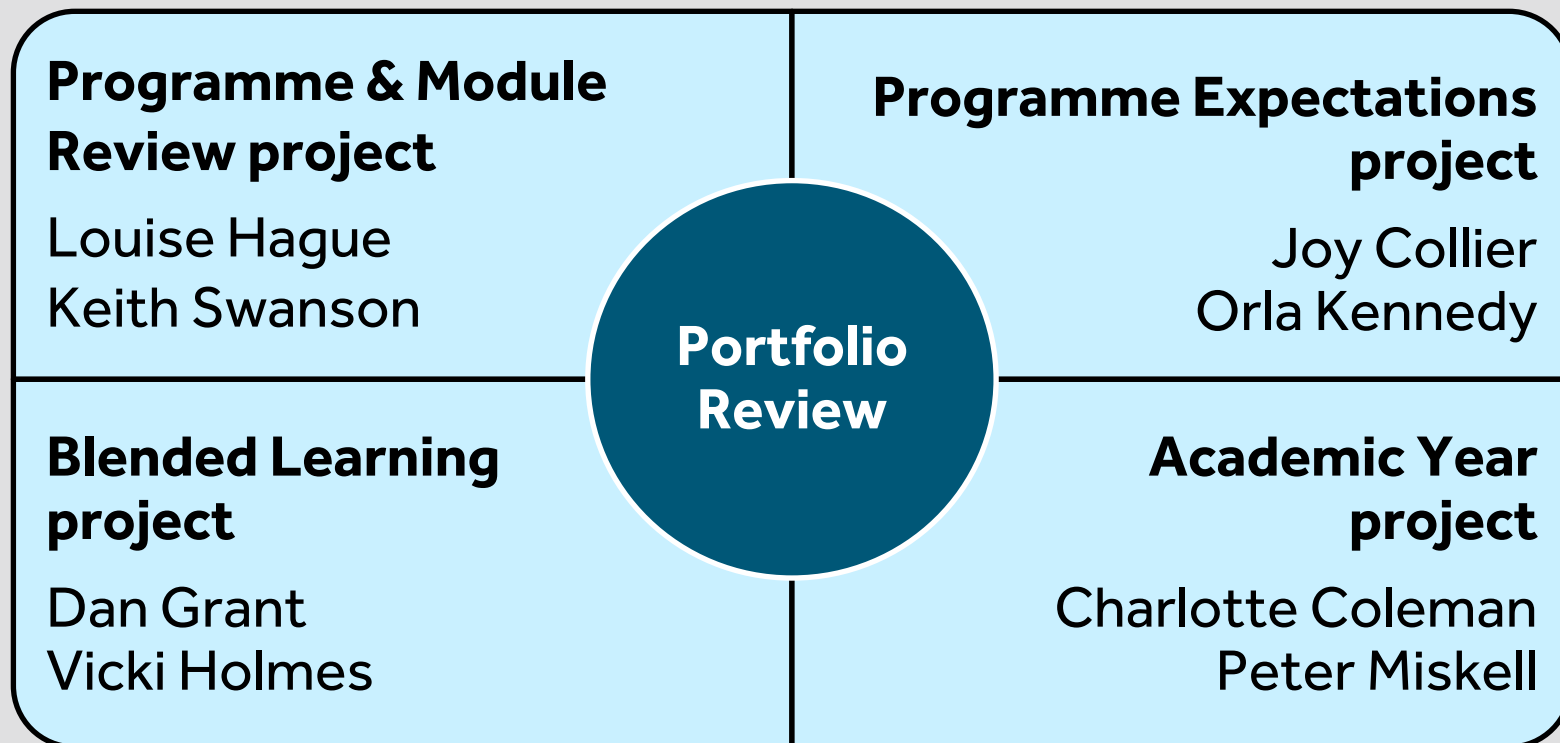 Programme & Module
Review project
Louise Hague
Keith Swanson
Programme Expectations
project
Joy Collier
Orla Kennedy
Portfolio
Review
Blended Learning
project
Dan Grant
Vicki Holmes
Academic Year
project
Charlotte Coleman
Peter Miskell